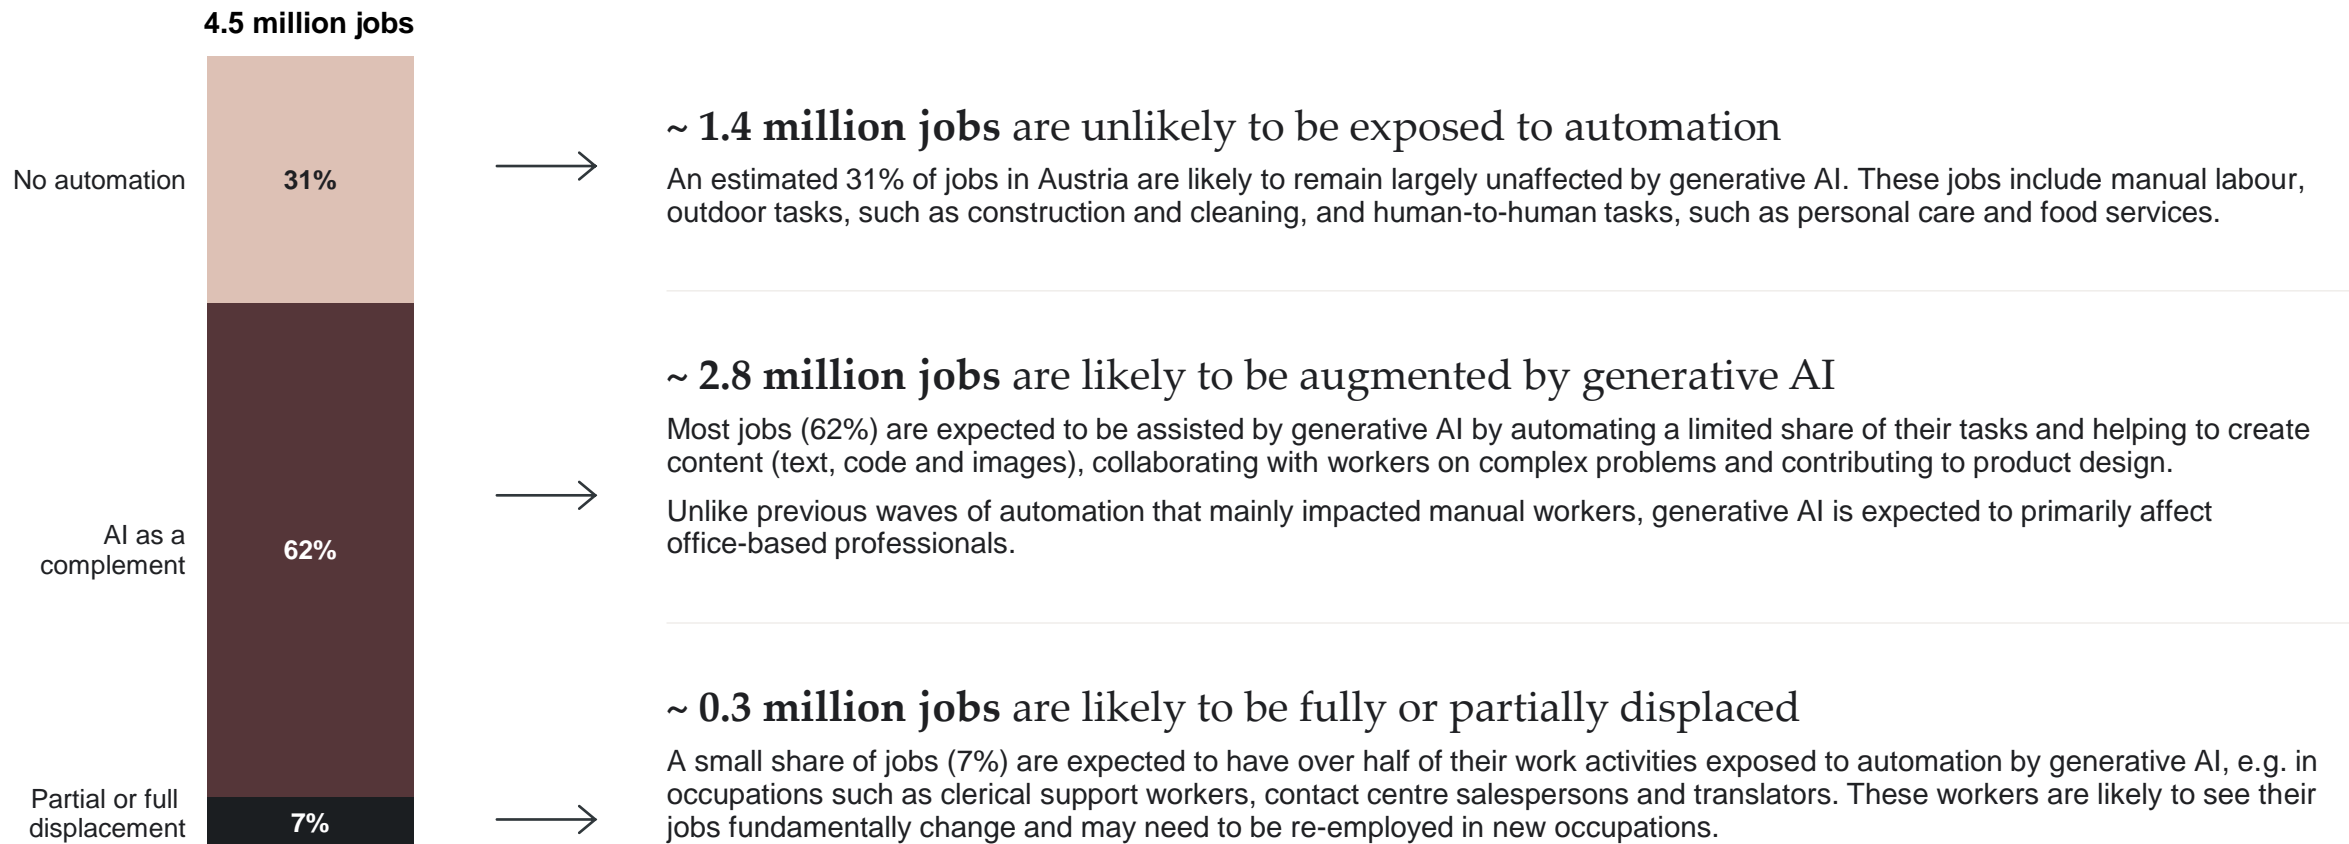 4.5 million jobs
No automation
31%
~ 1.4 million jobs are unlikely to be exposed to automation
An estimated 31% of jobs in Austria are likely to remain largely unaffected by generative AI. These jobs include manual labour,
outdoor tasks, such as construction and cleaning, and human-to-human tasks, such as personal care and food services.
AI as a
complement
62%
~ 2.8 million jobs are likely to be augmented by generative AI
Most jobs (62%) are expected to be assisted by generative AI by automating a limited share of their tasks and helping to create
content (text, code and images), collaborating with workers on complex problems and contributing to product design.
Unlike previous waves of automation that mainly impacted manual workers, generative AI is expected to primarily affect
office-based professionals.
Partial or full
displacement
7%
~ 0.3 million jobs are likely to be fully or partially displaced
A small share of jobs (7%) are expected to have over half of their work activities exposed to automation by generative AI, e.g. in
occupations such as clerical support workers, contact centre salespersons and translators. These workers are likely to see their
jobs fundamentally change and may need to be re-employed in new occupations.